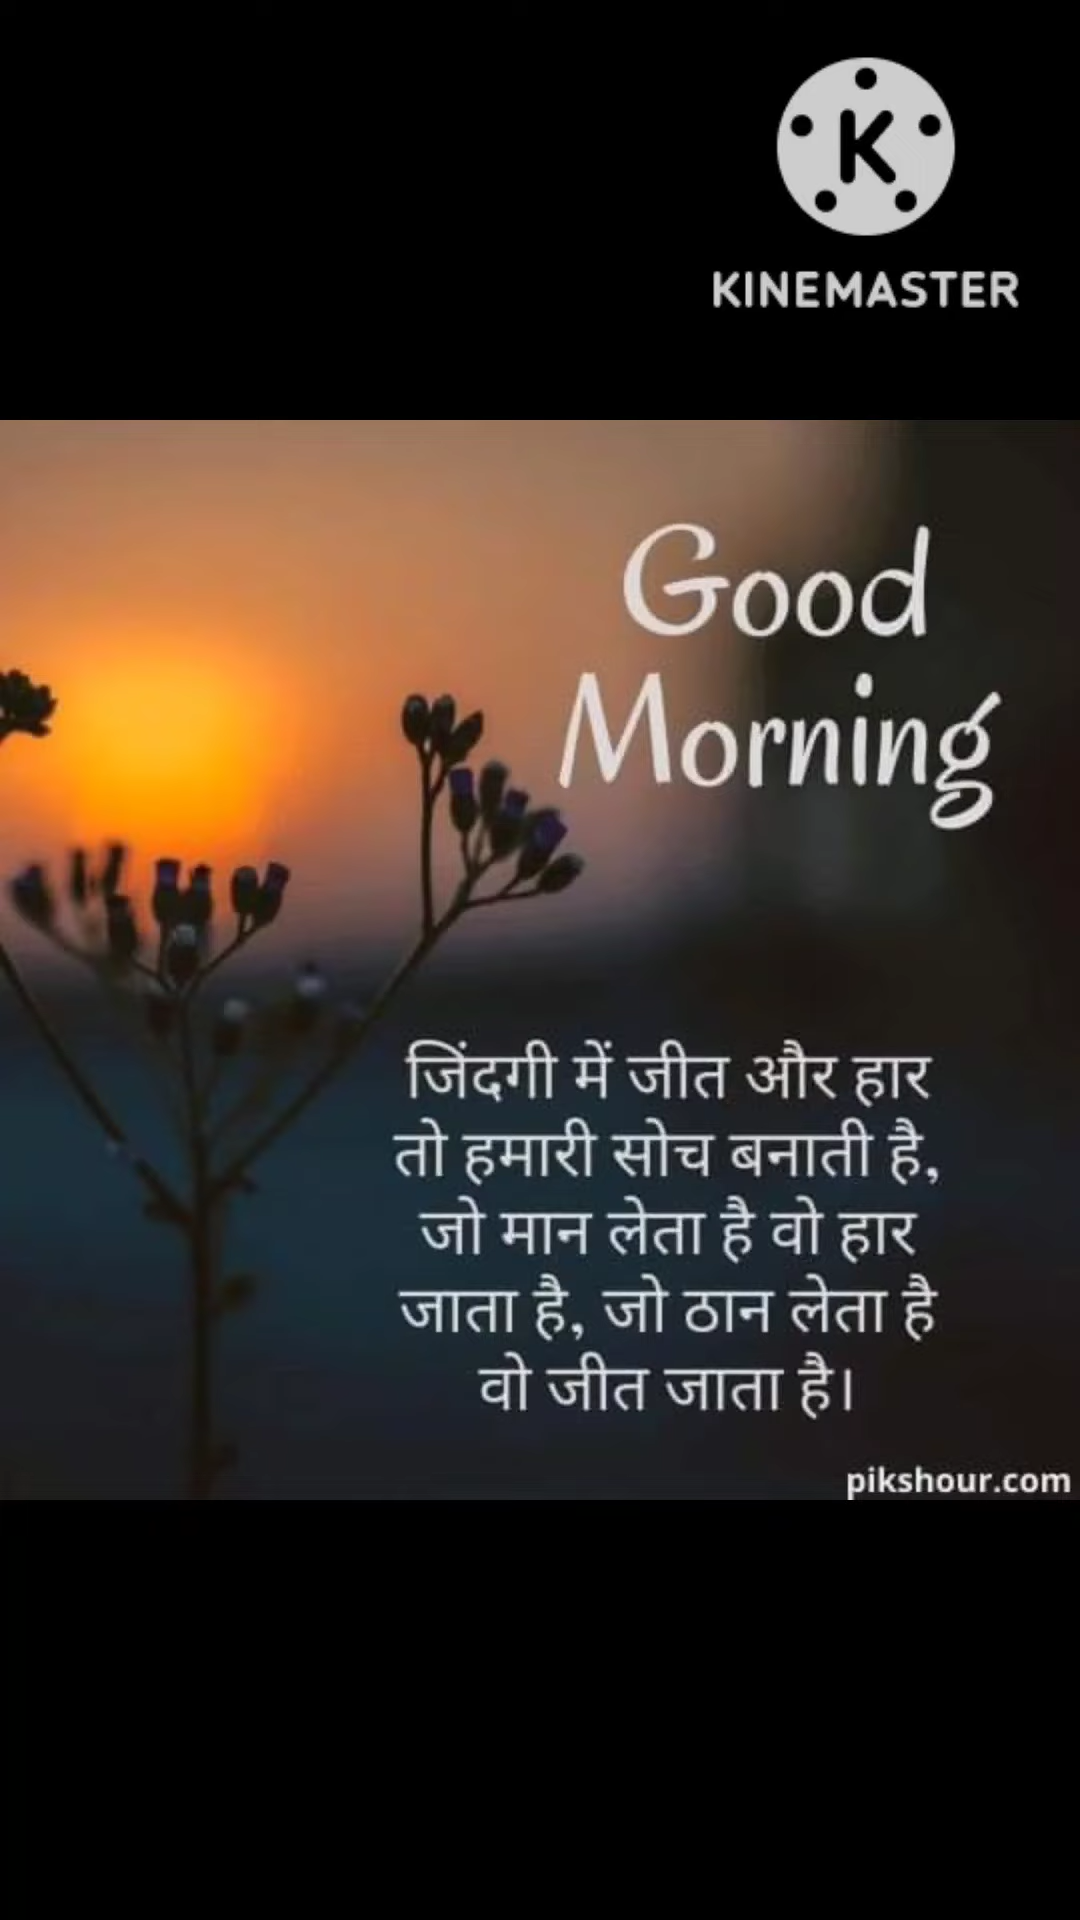 K
KINEMASTER
Good
Morning
जिंदगी में जीत और हार
तो हमारी सोच बनाती है,
जो मान लेता है वो हार
जाता है, जो ठान लेता है
वो जीत जाता है।
pikshour.com